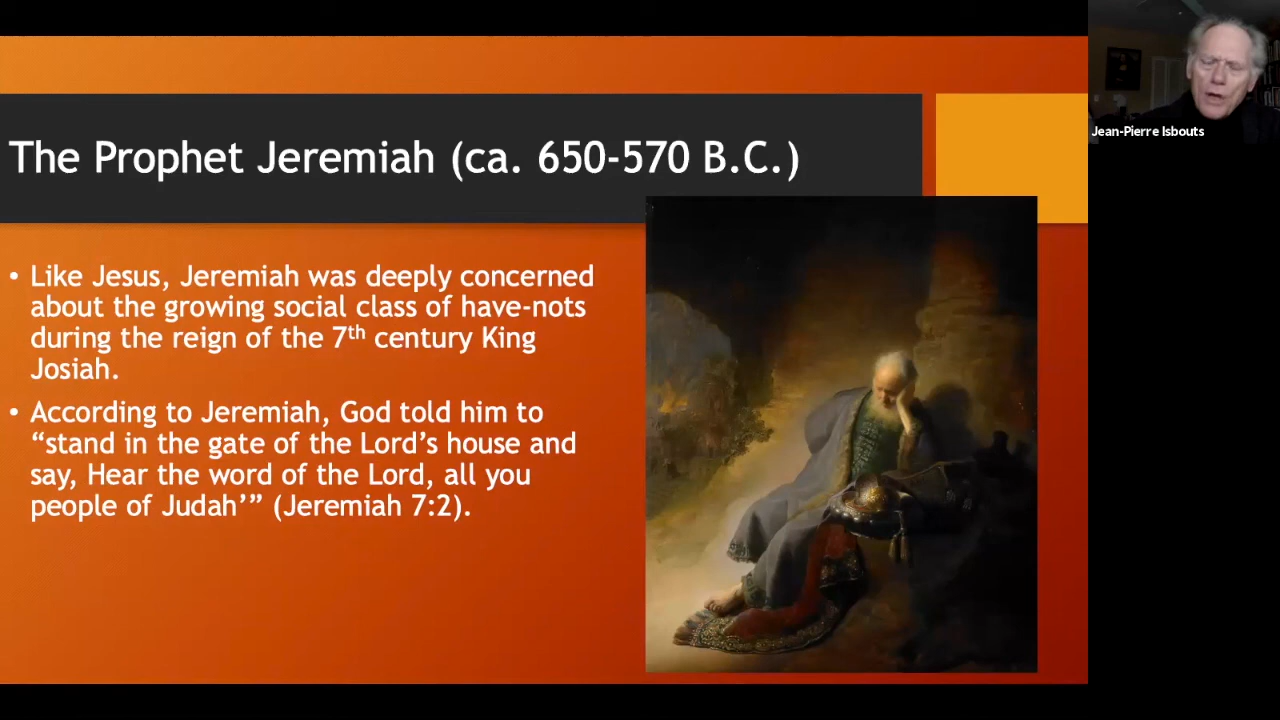 The Prophet Jeremiah (ca. 650-570 B.C.)
• Like Jesus, Jeremiah was deeply concerned
about the growing social class of have-nots
during the reign of the 7th century King
Josiah.
• According to Jeremiah, God told him to
“stand in the gate of the Lord’s house and
say, Hear the word of the Lord, all you
people of Judah’” (Jeremiah 7:2).
Jean-Pierre Isbouts